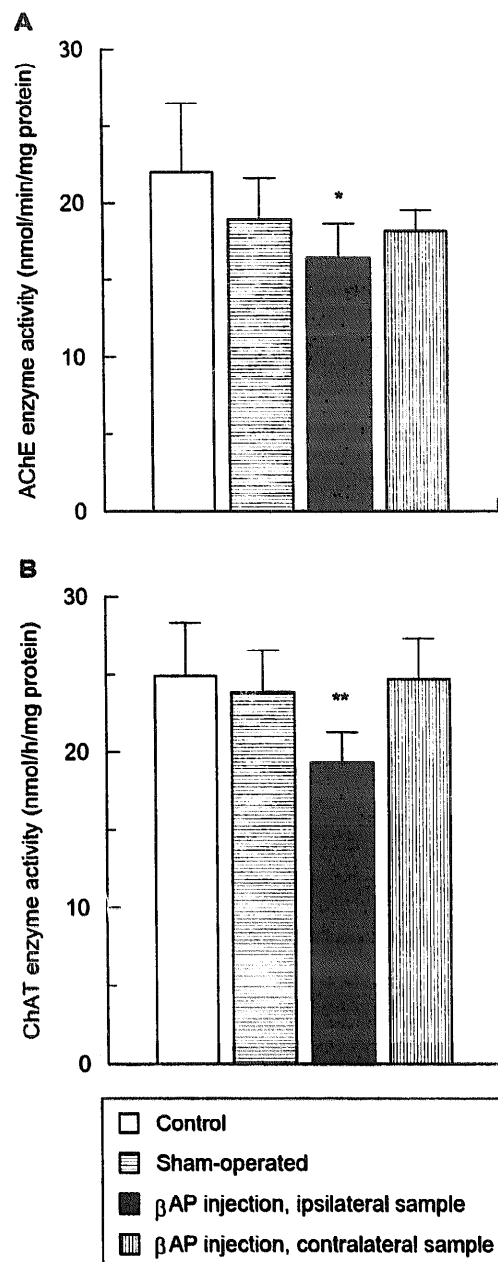 A
AChE enzyme activity (nmol/min/mg protein)
30
20
10
0
*
B
ChAT enzyme activity (nmol/h/mg protein)
30
20
10
0
**
Control
Sham-operated
βAP injection, ipsilateral sample
βAP injection, contralateral sample